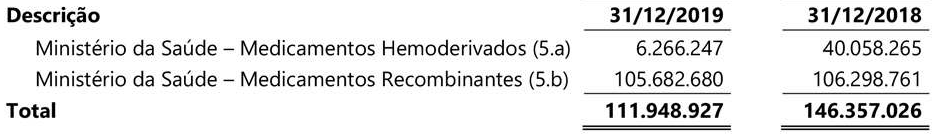 Descrição 31/12/2019 31/12/2018
Ministério da Saúde – Medicamentos Hemoderivados (5.a) 6.266.247 40.058.265
Ministério da Saúde – Medicamentos Recombinantes (5.b) 105.682.680 106.298.761
Total 111.948.927 146.357.026